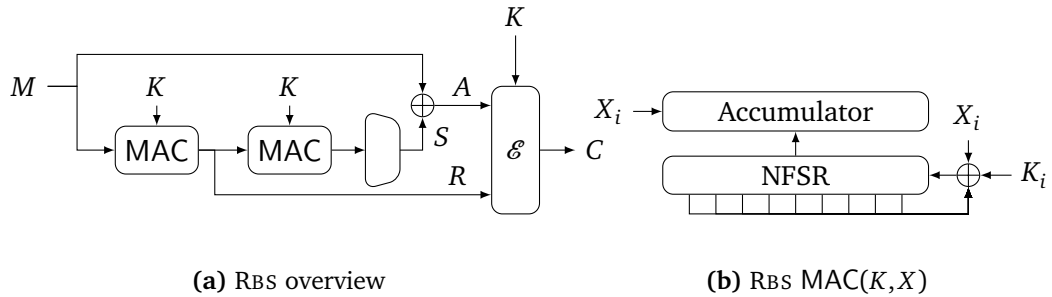 K
M
K
K
A
MAC
MAC
S
R
ℰ
C
(a) RBS overview
X_i
Accumulator
X_i
NFSR
K_i
(b) RBS MAC(K, X)